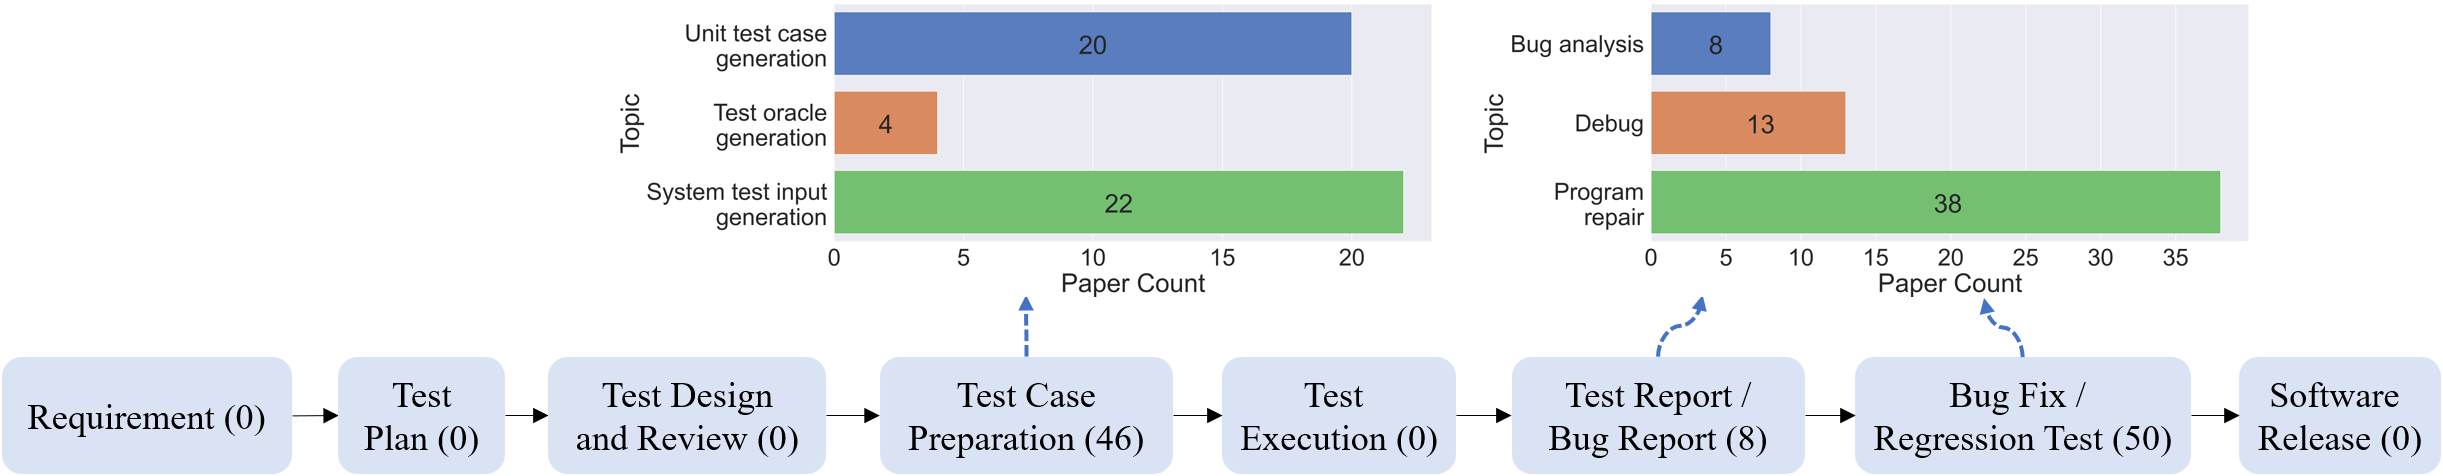 Topic
Unit test case
generation
20
Test oracle
generation
4
System test input
generation
22
0 5 10 15 20
Paper Count
Topic
Bug analysis
8
Debug
13
Program
repair
38
0 5 10 15 20 25 30 35
Paper Count
Requirement (0)
Test
Plan (0)
Test Design
and Review (0)
Test Case
Preparation (46)
Test
Execution (0)
Test Report /
Bug Report (8)
Bug Fix /
Regression Test (50)
Software
Release (0)